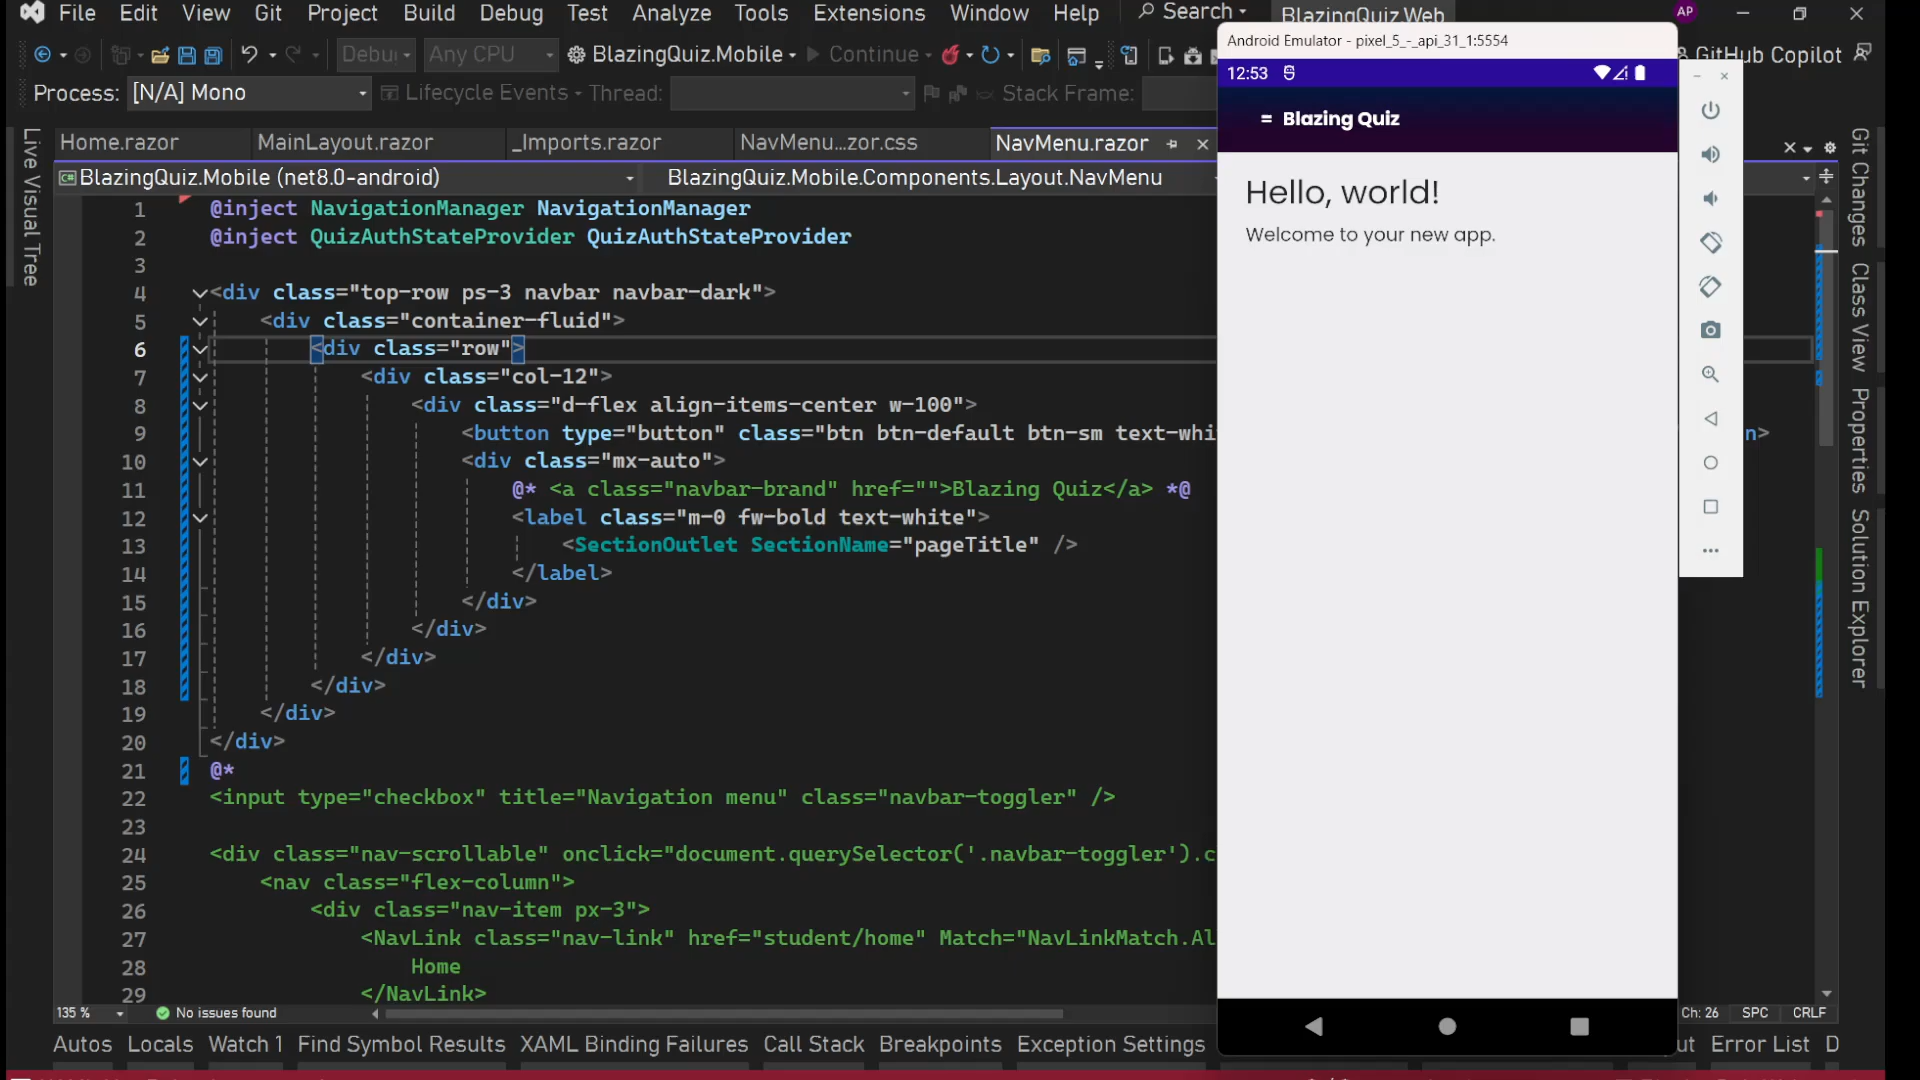 File Edit View Git Project Build Debug Test Analyze Tools Extensions Window Help Search BlazingQuiz.Web AP
Debug Any CPU BlazingQuiz.Mobile Continue GitHub Copilot
Process: [N/A] Mono Lifecycle Events Thread: Stack Frame:
Home.razor MainLayout.razor _Imports.razor NavMenu...zor.css NavMenu.razor
BlazingQuiz.Mobile (net8.0-android) BlazingQuiz.Mobile.Components.Layout.NavMenu
Live Visual Tree
1 @inject NavigationManager NavigationManager
2 @inject QuizAuthStateProvider QuizAuthStateProvider
3
4 <div class="top-row ps-3 navbar navbar-dark">
5 <div class="container-fluid">
6 <div class="row">
7 <div class="col-12">
8 <div class="d-flex align-items-center w-100">
9 <button type="button" class="btn btn-default btn-sm text-whi n>
10 <div class="mx-auto">
11 @* <a class="navbar-brand" href="">Blazing Quiz</a> *@
12 <label class="m-0 fw-bold text-white">
13 <SectionOutlet SectionName="pageTitle" />
14 </label>
15 </div>
16 </div>
17 </div>
18 </div>
19 </div>
20 </div>
21 @*
22 <input type="checkbox" title="Navigation menu" class="navbar-toggler" />
23
24 <div class="nav-scrollable" onclick="document.querySelector('.navbar-toggler').c
25 <nav class="flex-column">
26 <div class="nav-item px-3">
27 <NavLink class="nav-link" href="student/home" Match="NavLinkMatch.Al
28 Home
29 </NavLink>
135 % No issues found Ch: 26 SPC CRLF
Autos Locals Watch 1 Find Symbol Results XAML Binding Failures Call Stack Breakpoints Exception Settings ut Error List D
Android Emulator - pixel_5_-_api_31_1:5554
12:53
= Blazing Quiz
Hello, world!
Welcome to your new app.
Git Changes
Class View
Properties
Solution Explorer